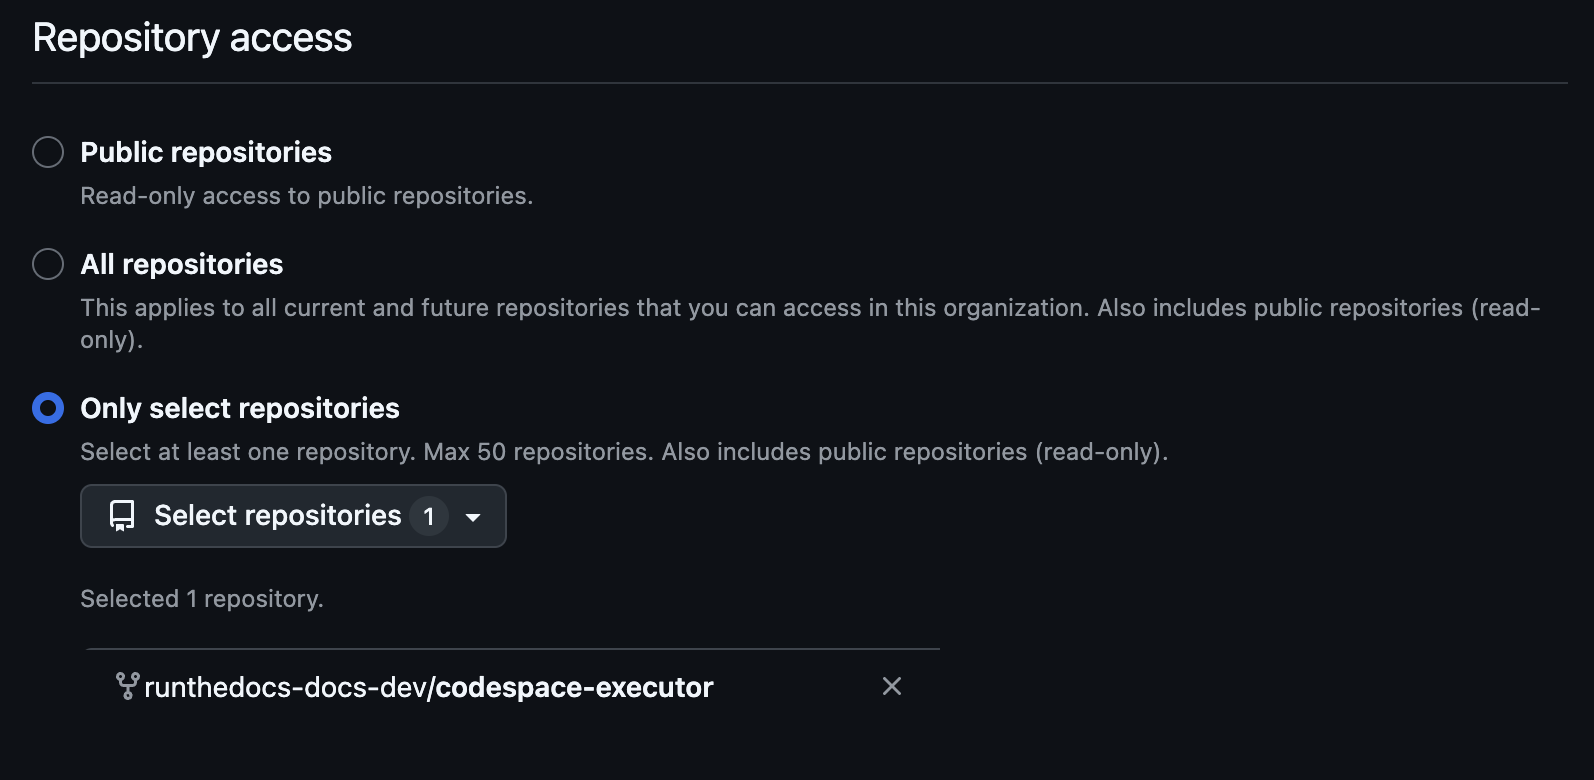 Repository access
Public repositories
Read-only access to public repositories.
All repositories
This applies to all current and future repositories that you can access in this organization. Also includes public repositories (read-
only).
Only select repositories
Select at least one repository. Max 50 repositories. Also includes public repositories (read-only).
Select repositories 1
Selected 1 repository.
runthedocs-docs-dev/codespace-executor